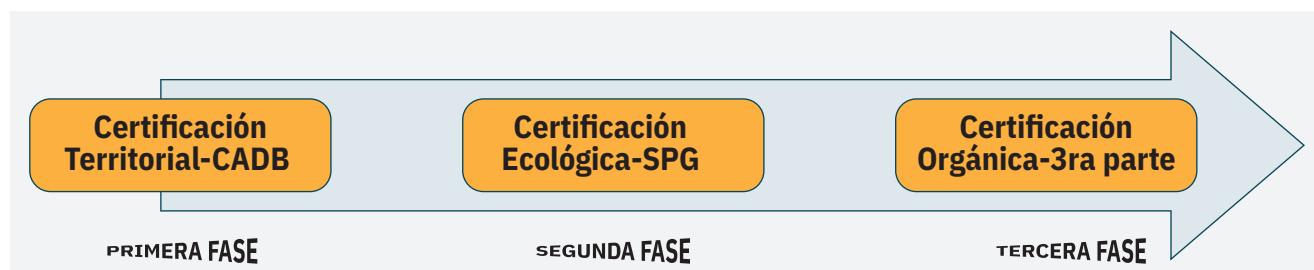 Certificación
Territorial-CADB
Certificación
Ecológica-SPG
Certificación
Orgánica-3ra parte
PRIMERA FASE
SEGUNDA FASE
TERCERA FASE